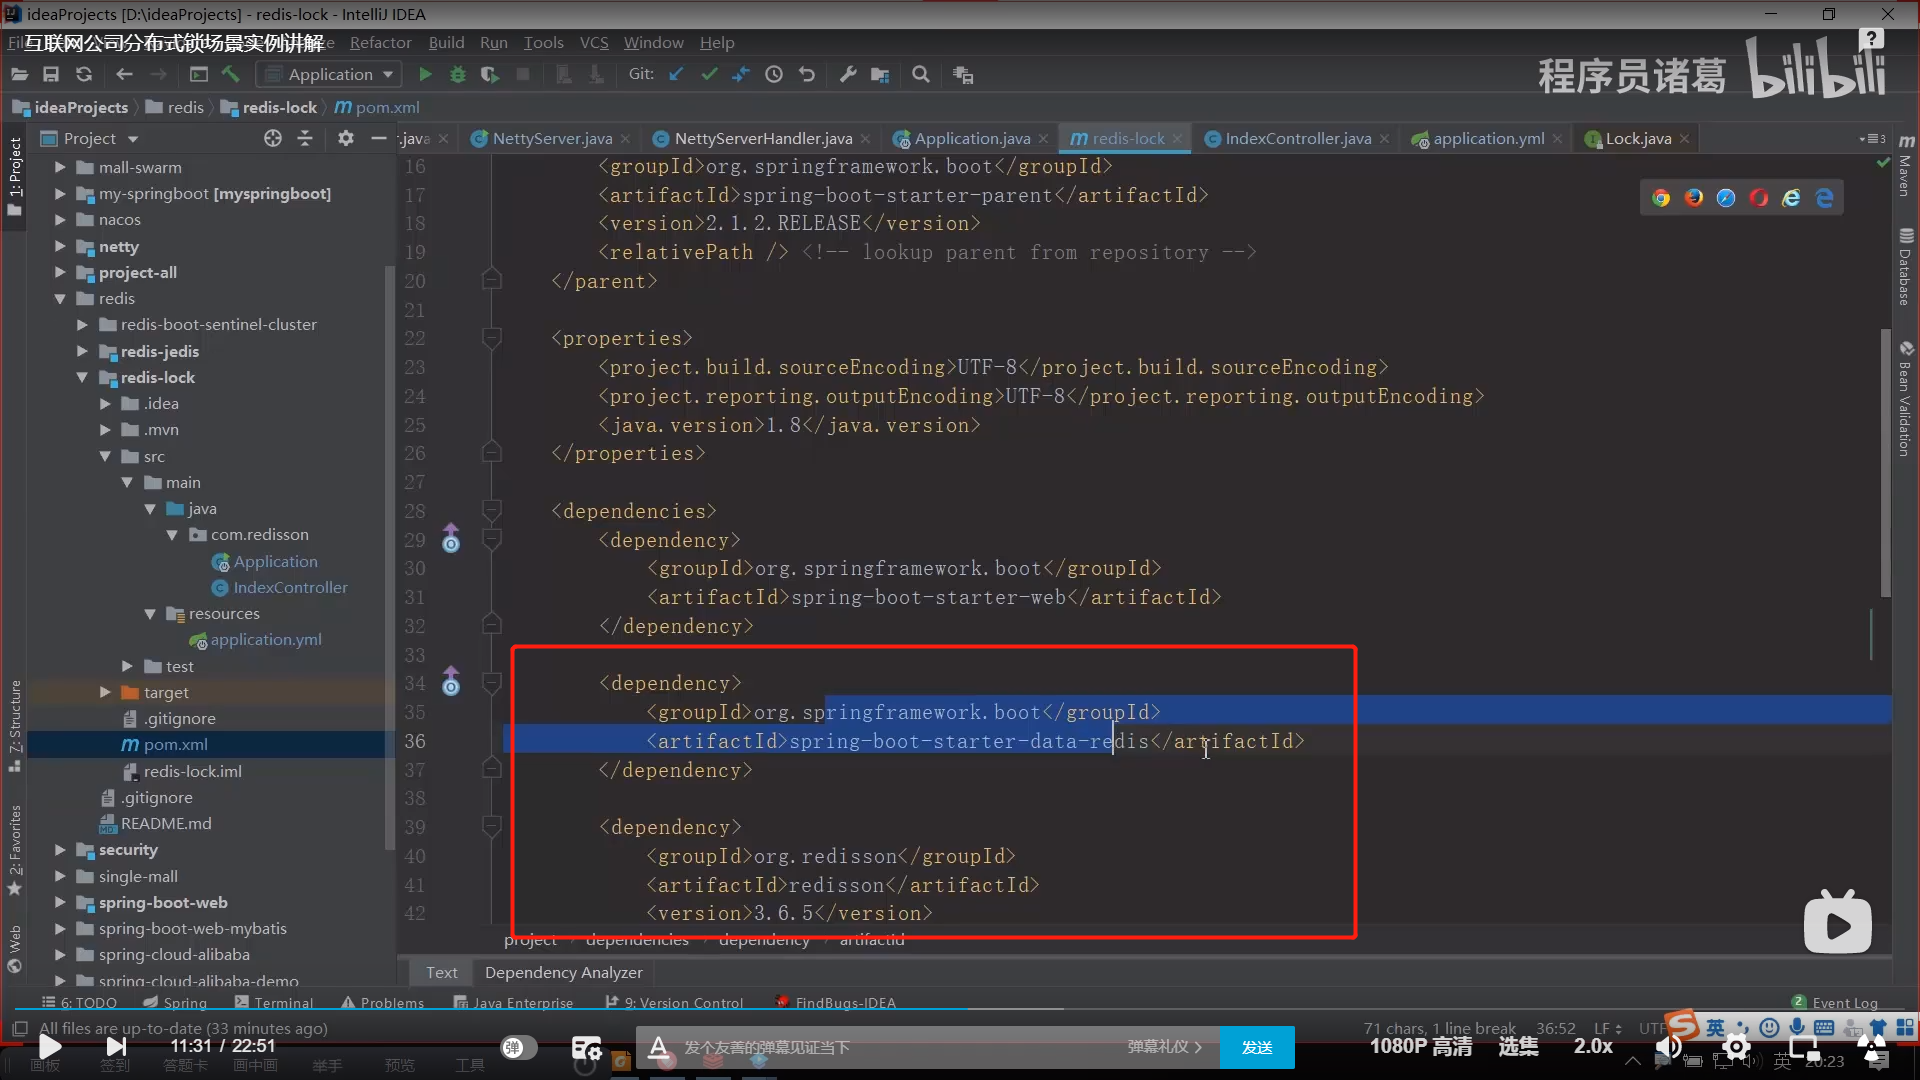 ideaProjects [D:\ideaProjects] - redis-lock - IntelliJ IDEA
互联网公司分布式锁场景实例讲解
Refactor Build Run Tools VCS Window Help
Application
Git:
程序员诸葛 bilibili
ideaProjects redis redis-lock pom.xml
Project
.java NettyServer.java NettyServerHandler.java Application.java redis-lock IndexController.java application.yml Lock.java
1: Project
7: Structure
2: Favorites
Web
mall-swarm
my-springboot [myspringboot]
nacos
netty
project-all
redis
redis-boot-sentinel-cluster
redis-jedis
redis-lock
.idea
.mvn
src
main
java
com.redisson
Application
IndexController
resources
application.yml
test
target
.gitignore
pom.xml
redis-lock.iml
.gitignore
README.md
security
single-mall
spring-boot-web
spring-boot-web-mybatis
spring-cloud-alibaba
spring-cloud-alibaba-demo
16 <groupId>org.springframework.boot</groupId>
17 <artifactId>spring-boot-starter-parent</artifactId>
18 <version>2.1.2.RELEASE</version>
19 <relativePath /> <!-- lookup parent from repository -->
20 </parent>
21
22 <properties>
23 <project.build.sourceEncoding>UTF-8</project.build.sourceEncoding>
24 <project.reporting.outputEncoding>UTF-8</project.reporting.outputEncoding>
25 <java.version>1.8</java.version>
26 </properties>
27
28 <dependencies>
29 <dependency>
30 <groupId>org.springframework.boot</groupId>
31 <artifactId>spring-boot-starter-web</artifactId>
32 </dependency>
33
34 <dependency>
35 <groupId>org.springframework.boot</groupId>
36 <artifactId>spring-boot-starter-data-redis</artifactId>
37 </dependency>
38
39 <dependency>
40 <groupId>org.redisson</groupId>
41 <artifactId>redisson</artifactId>
42 <version>3.6.5</version>
project dependencies dependency artifactId
Text Dependency Analyzer
Maven
Database
Bean Validation
6: TODO Spring Terminal Problems Java Enterprise 9: Version Control FindBugs-IDEA 2 Event Log
All files are up-to-date (33 minutes ago) 71 chars, 1 line break 36:52 LF UTF
英
11:31 / 22:51 弹 发个友善的弹幕见证当下 弹幕礼仪 发送 1080P 高清 选集 2.0x
画板 签到 答题卡 画中画 举手 预览 工具 英 20:23